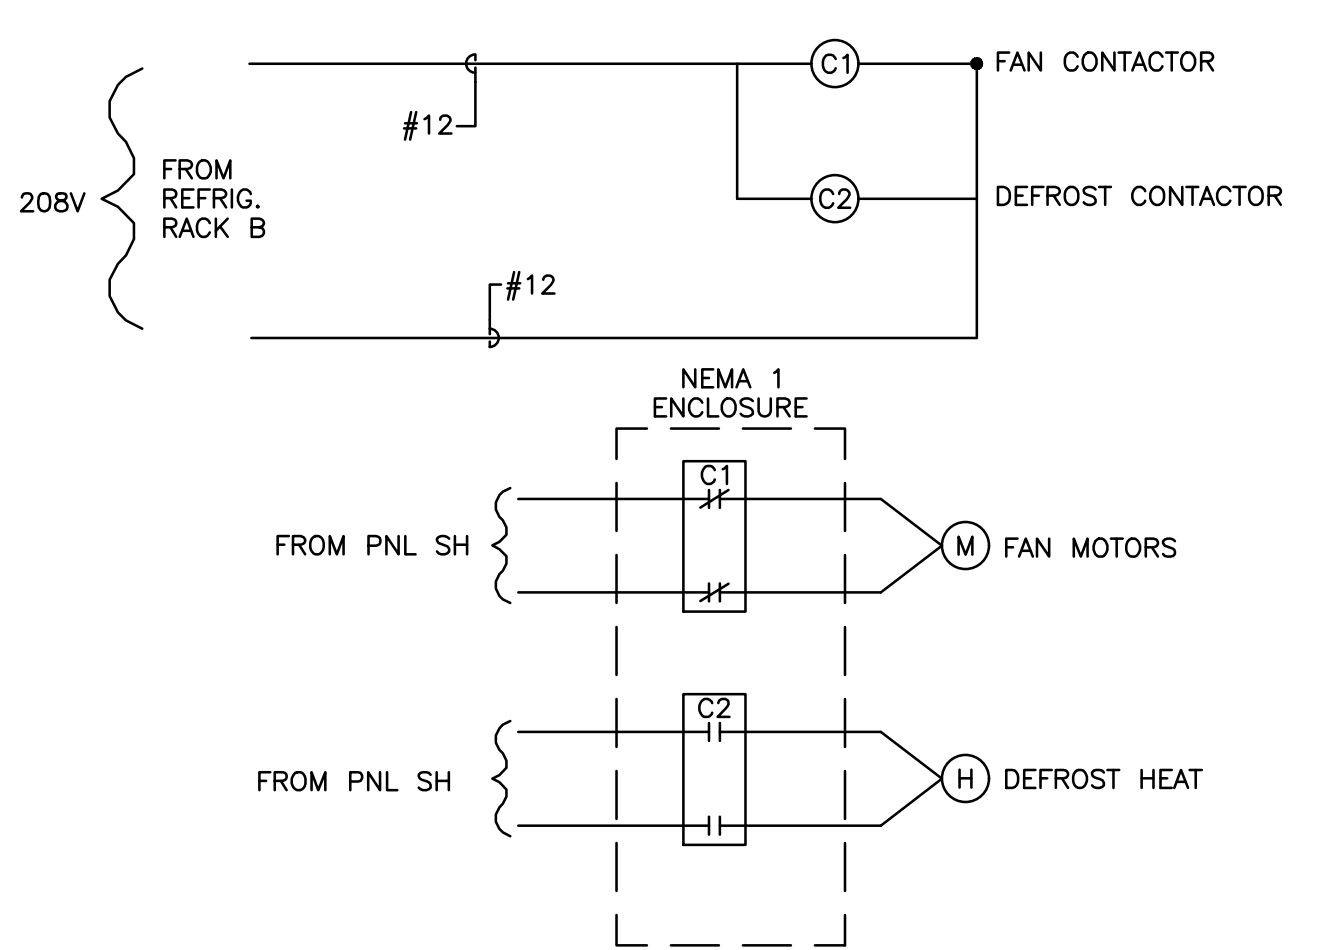 C1
FAN CONTACTOR
#12
208V
FROM
REFRIG.
RACK B
C2
DEFROST CONTACTOR
#12
NEMA 1
ENCLOSURE
C1
FROM PNL SH
M
FAN MOTORS
C2
FROM PNL SH
H
DEFROST HEAT